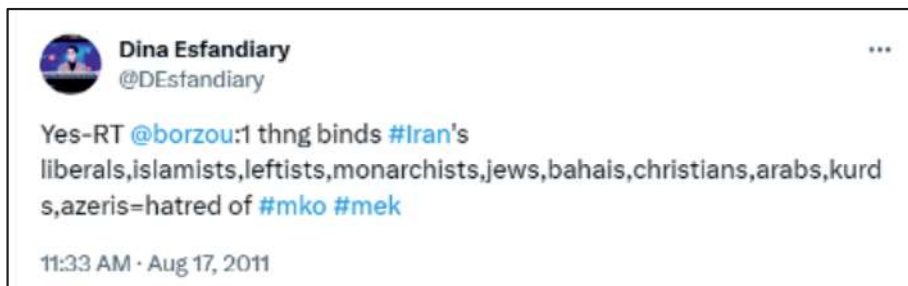 Dina Esfandiary
@DEsfandiary
Yes-RT @borzou:1 thng binds #Iran's
liberals,islamists,leftists,monarchists,jews,bahais,christians,arabs,kurd
s,azeris=hatred of #mko #mek
11:33 AM · Aug 17, 2011